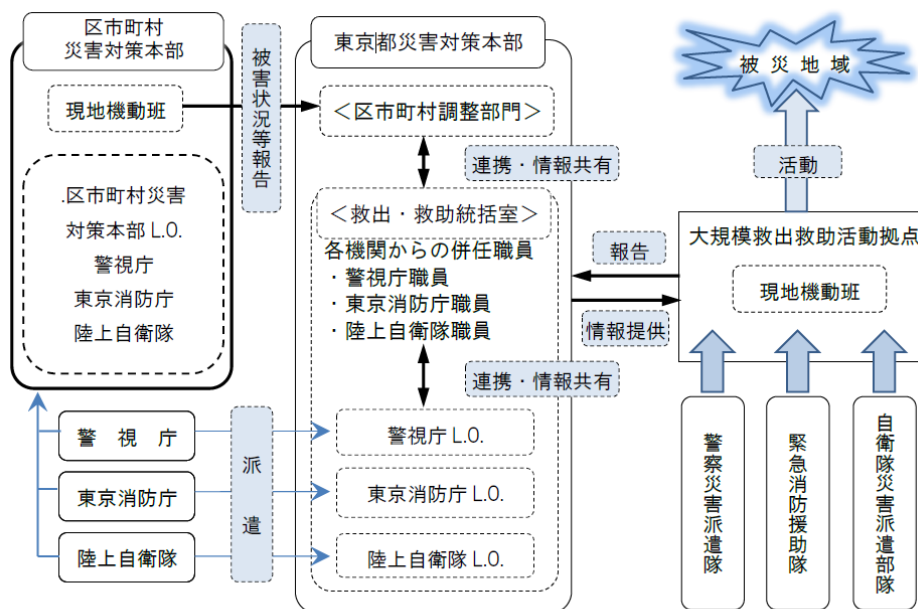 区市町村
災害対策本部
現地機動班
.区市町村災害
対策本部 L.O.
警視庁
東京消防庁
陸上自衛隊
被害状況等報告
東京都災害対策本部
＜区市町村調整部門＞
連携・情報共有
＜救出・救助統括室＞
各機関からの併任職員
・警視庁職員
・東京消防庁職員
・陸上自衛隊職員
連携・情報共有
警視庁 L.O.
東京消防庁 L.O.
陸上自衛隊 L.O.
警視庁
東京消防庁
陸上自衛隊
派遣
報告
情報提供
被災地域
活動
大規模救出救助活動拠点
現地機動班
警察災害派遣隊
緊急消防援助隊
自衛隊災害派遣部隊